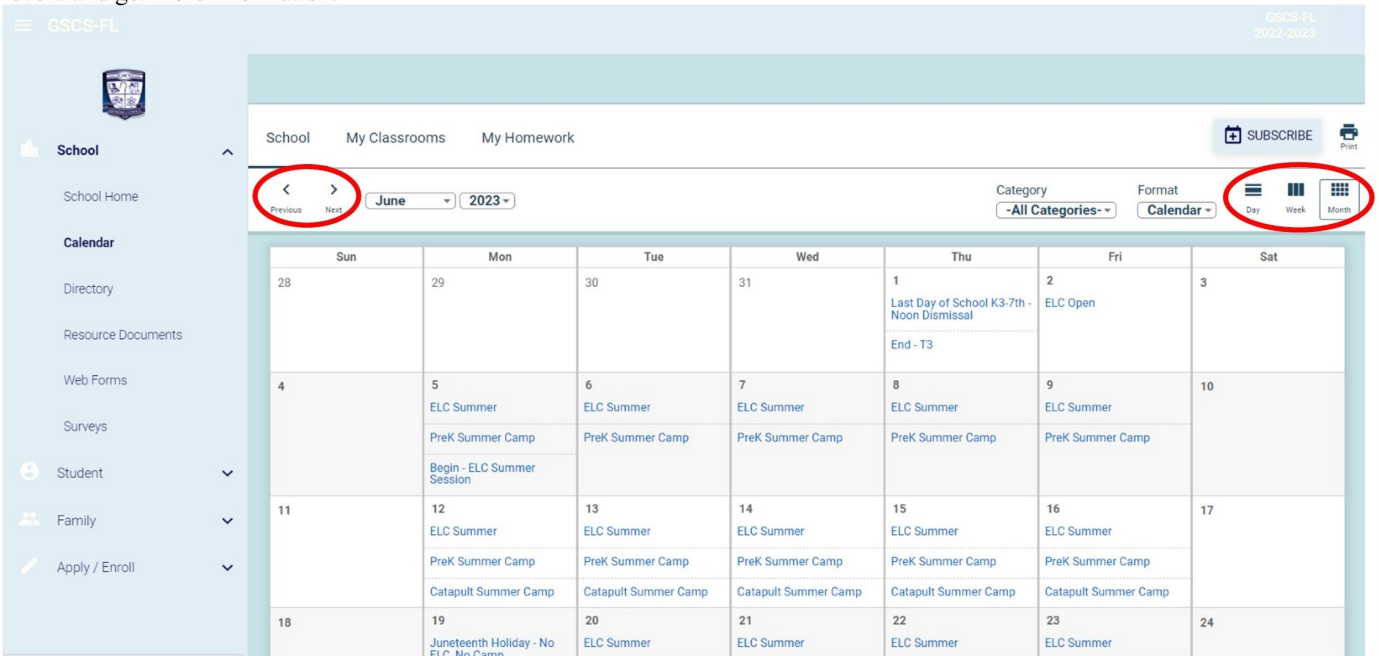 GSCS-FL
GSCS-FL
2022-2023
School
School Home
Calendar
Directory
Resource Documents
Web Forms
Surveys
Student
Family
Apply / Enroll
School My Classrooms My Homework
SUBSCRIBE
Print
Previous Next
June 2023
Category
-All Categories-
Format
Calendar
Day Week Month
Sun Mon Tue Wed Thu Fri Sat
28 29 30 31 1 2 3
Last Day of School K3-7th - ELC Open
Noon Dismissal
End - T3
4 5 6 7 8 9 10
ELC Summer ELC Summer ELC Summer ELC Summer ELC Summer
PreK Summer Camp PreK Summer Camp PreK Summer Camp PreK Summer Camp PreK Summer Camp
Begin - ELC Summer
Session
11 12 13 14 15 16 17
ELC Summer ELC Summer ELC Summer ELC Summer ELC Summer
PreK Summer Camp PreK Summer Camp PreK Summer Camp PreK Summer Camp PreK Summer Camp
Catapult Summer Camp Catapult Summer Camp Catapult Summer Camp Catapult Summer Camp Catapult Summer Camp
18 19 20 21 22 23 24
Juneteenth Holiday - No ELC Summer ELC Summer ELC Summer ELC Summer
ELC, No Camp